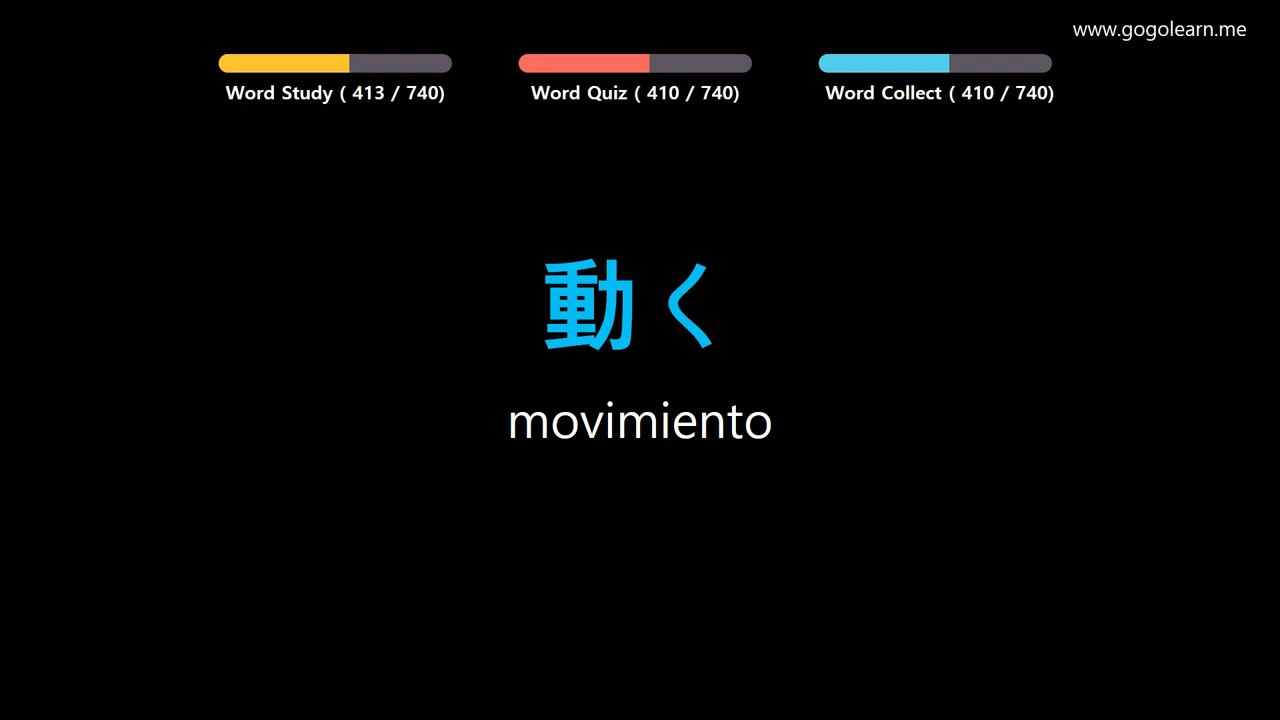 www.gogolearn.me
Word Study ( 413 / 740)
Word Quiz ( 410 / 740)
Word Collect ( 410 / 740)
動く
movimiento